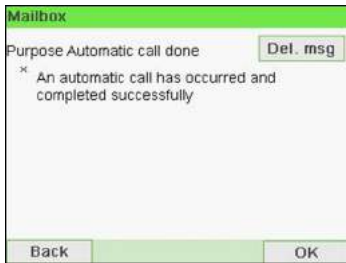 Mailbox
Purpose Automatic call done Del. msg
× An automatic call has occurred and
completed successfully
Back OK